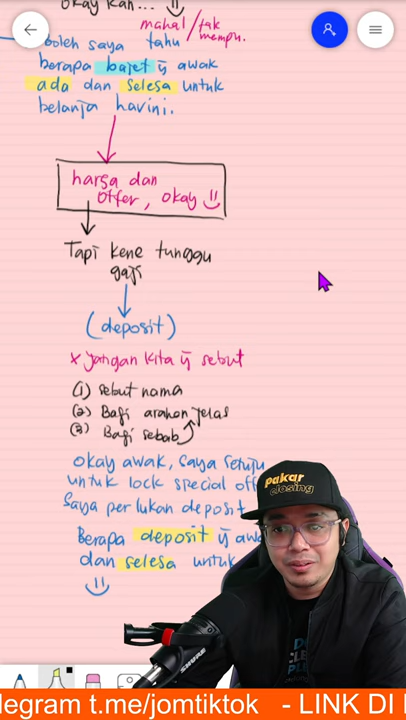 okay kan...
mahal/tak
mampu.
Boleh saya tahu
berapa bajet yg awak
ada dan selesa untuk
belanja harini.
harga dan
offer, okay
Tapi kene tunggu
gaji
(deposit)
x jangan kita yg sebut
(1) sebut nama
(2) Bagi arahan jelas
(3) Bagi sebab
okay awak, saya setuju
untuk lock special off
Saya perlukan deposit
Berapa deposit yg awa
dan selesa untuk
pakar
closing
SHURE
legram t.me/jomtiktok - LINK DI